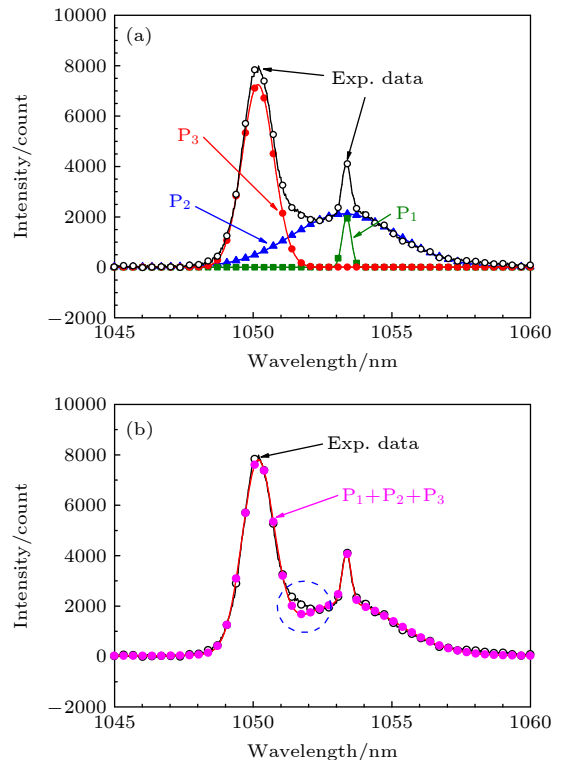 (a)
10000
8000
6000
4000
2000
0
−2000
Intensity/count
Exp. data
P₃
P₂
P₁
1045
1050
1055
1060
Wavelength/nm
(b)
10000
8000
6000
4000
2000
0
−2000
Intensity/count
Exp. data
P₁+P₂+P₃
1045
1050
1055
1060
Wavelength/nm